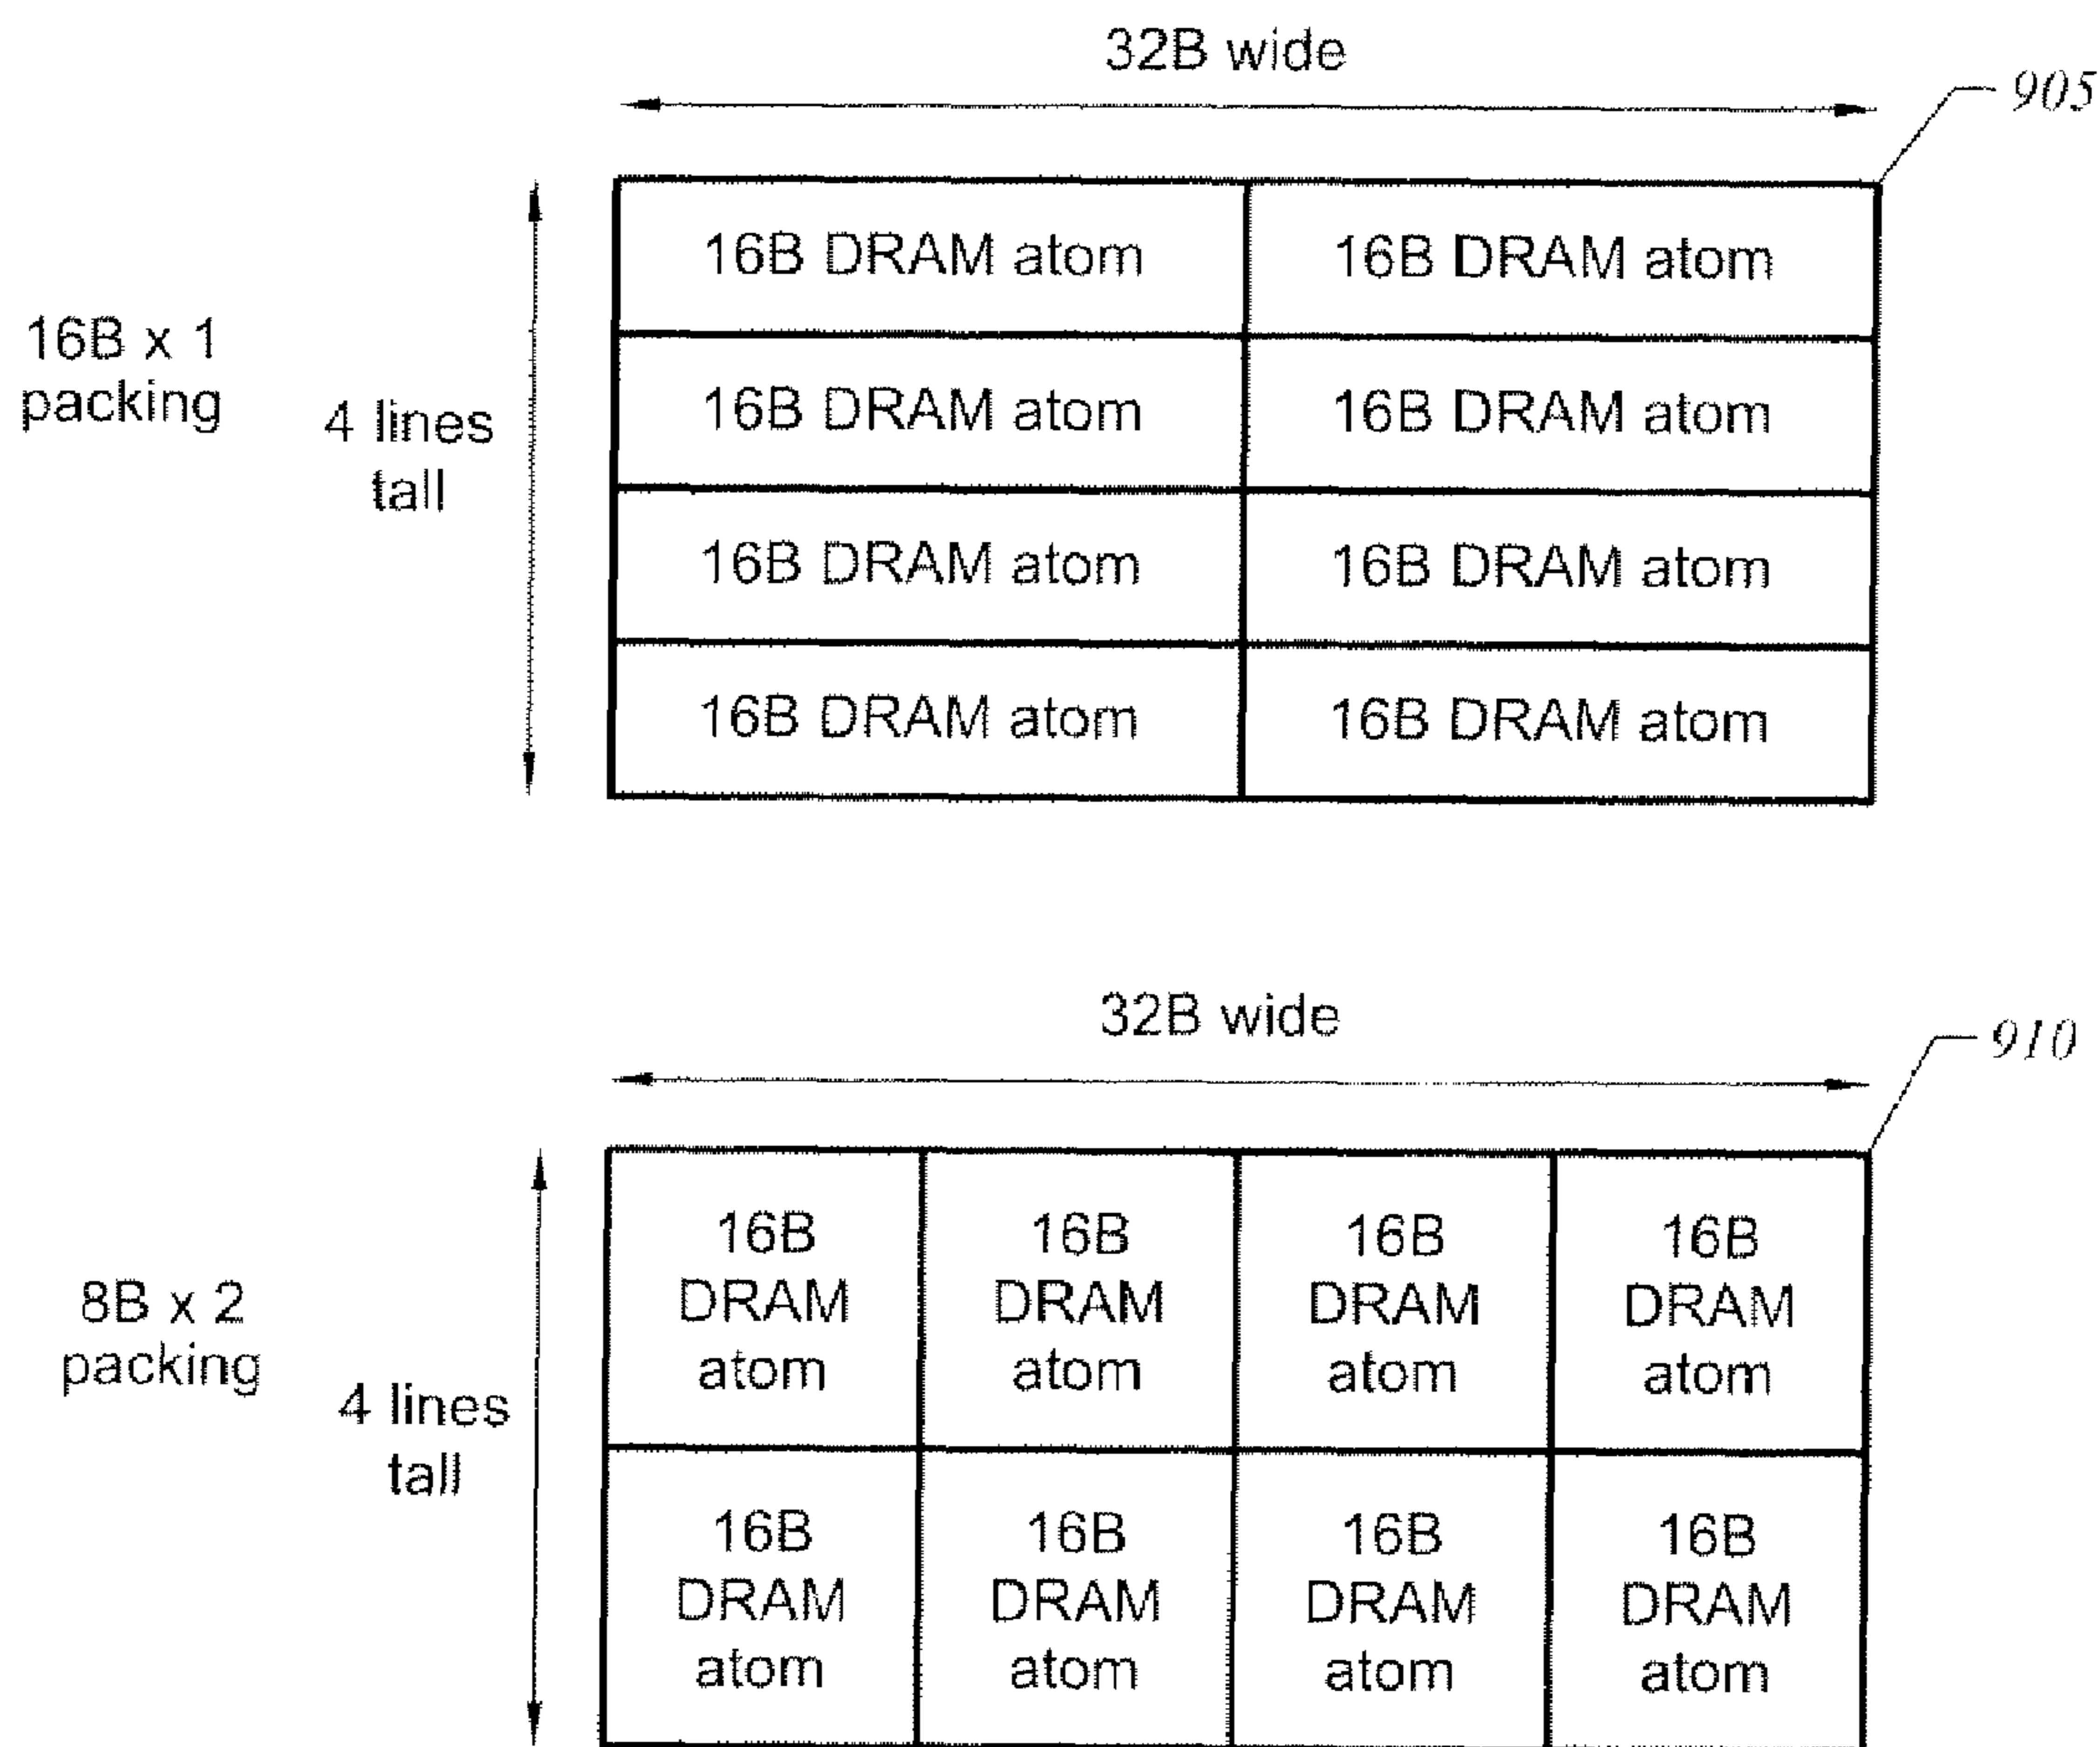 32B wide
905
16B x 1
packing
4 lines
tall
16B DRAM atom
16B DRAM atom
16B DRAM atom
16B DRAM atom
16B DRAM atom
16B DRAM atom
16B DRAM atom
16B DRAM atom
32B wide
910
8B x 2
packing
4 lines
tall
16B
DRAM
atom
16B
DRAM
atom
16B
DRAM
atom
16B
DRAM
atom
16B
DRAM
atom
16B
DRAM
atom
16B
DRAM
atom
16B
DRAM
atom